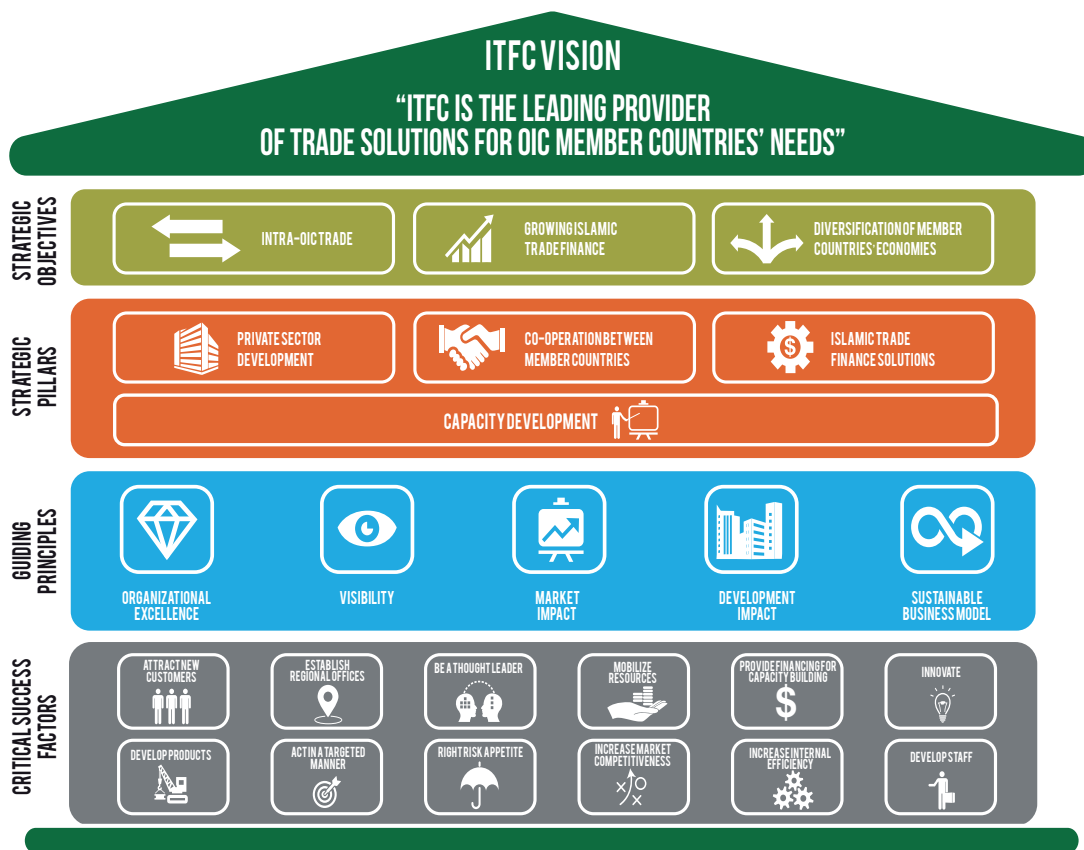 ITFC VISION
“ITFC IS THE LEADING PROVIDER
OF TRADE SOLUTIONS FOR OIC MEMBER COUNTRIES’ NEEDS”
STRATEGIC
OBJECTIVES
INTRA-OIC TRADE
GROWING ISLAMIC
TRADE FINANCE
DIVERSIFICATION OF MEMBER
COUNTRIES’ ECONOMIES
STRATEGIC
PILLARS
PRIVATE SECTOR
DEVELOPMENT
CO-OPERATION BETWEEN
MEMBER COUNTRIES
$
ISLAMIC TRADE
FINANCE SOLUTIONS
CAPACITY DEVELOPMENT
GUIDING
PRINCIPLES
ORGANIZATIONAL
EXCELLENCE
VISIBILITY
MARKET
IMPACT
DEVELOPMENT
IMPACT
SUSTAINABLE
BUSINESS MODEL
CRITICAL SUCCESS
FACTORS
ATTRACT NEW
CUSTOMERS
ESTABLISH
REGIONAL OFFICES
BE A THOUGHT LEADER
MOBILIZE
RESOURCES
PROVIDE FINANCING FOR
CAPACITY BUILDING
$
INNOVATE
DEVELOP PRODUCTS
ACT IN A TARGETED
MANNER
RIGHT RISK APPETITE
INCREASE MARKET
COMPETITIVENESS
INCREASE INTERNAL
EFFICIENCY
DEVELOP STAFF